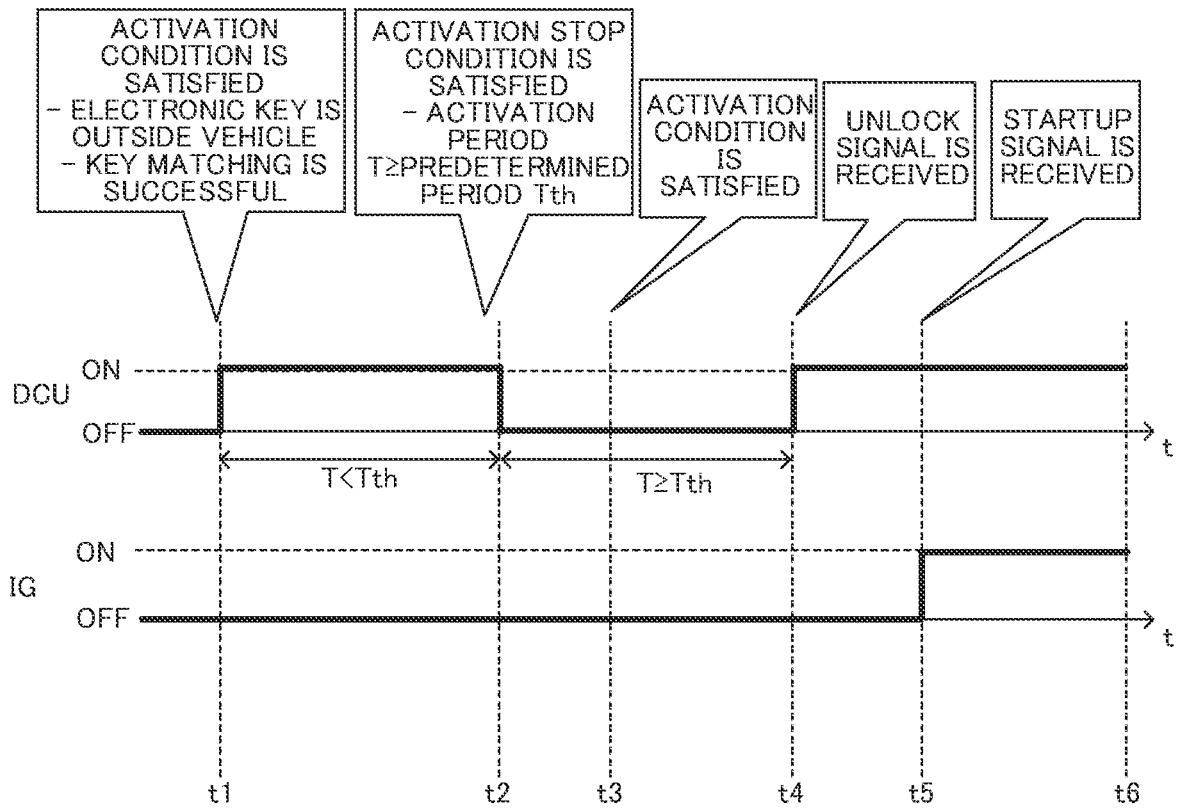 ACTIVATION
CONDITION IS
SATISFIED
- ELECTRONIC KEY IS
OUTSIDE VEHICLE
- KEY MATCHING IS
SUCCESSFUL
ACTIVATION STOP
CONDITION IS
SATISFIED
- ACTIVATION
PERIOD
T≥PREDETERMINED
PERIOD Tth
ACTIVATION
CONDITION
IS
SATISFIED
UNLOCK
SIGNAL IS
RECEIVED
STARTUP
SIGNAL IS
RECEIVED
ON
DCU
OFF
t
T<Tth
T≥Tth
ON
IG
OFF
t
t1
t2
t3
t4
t5
t6